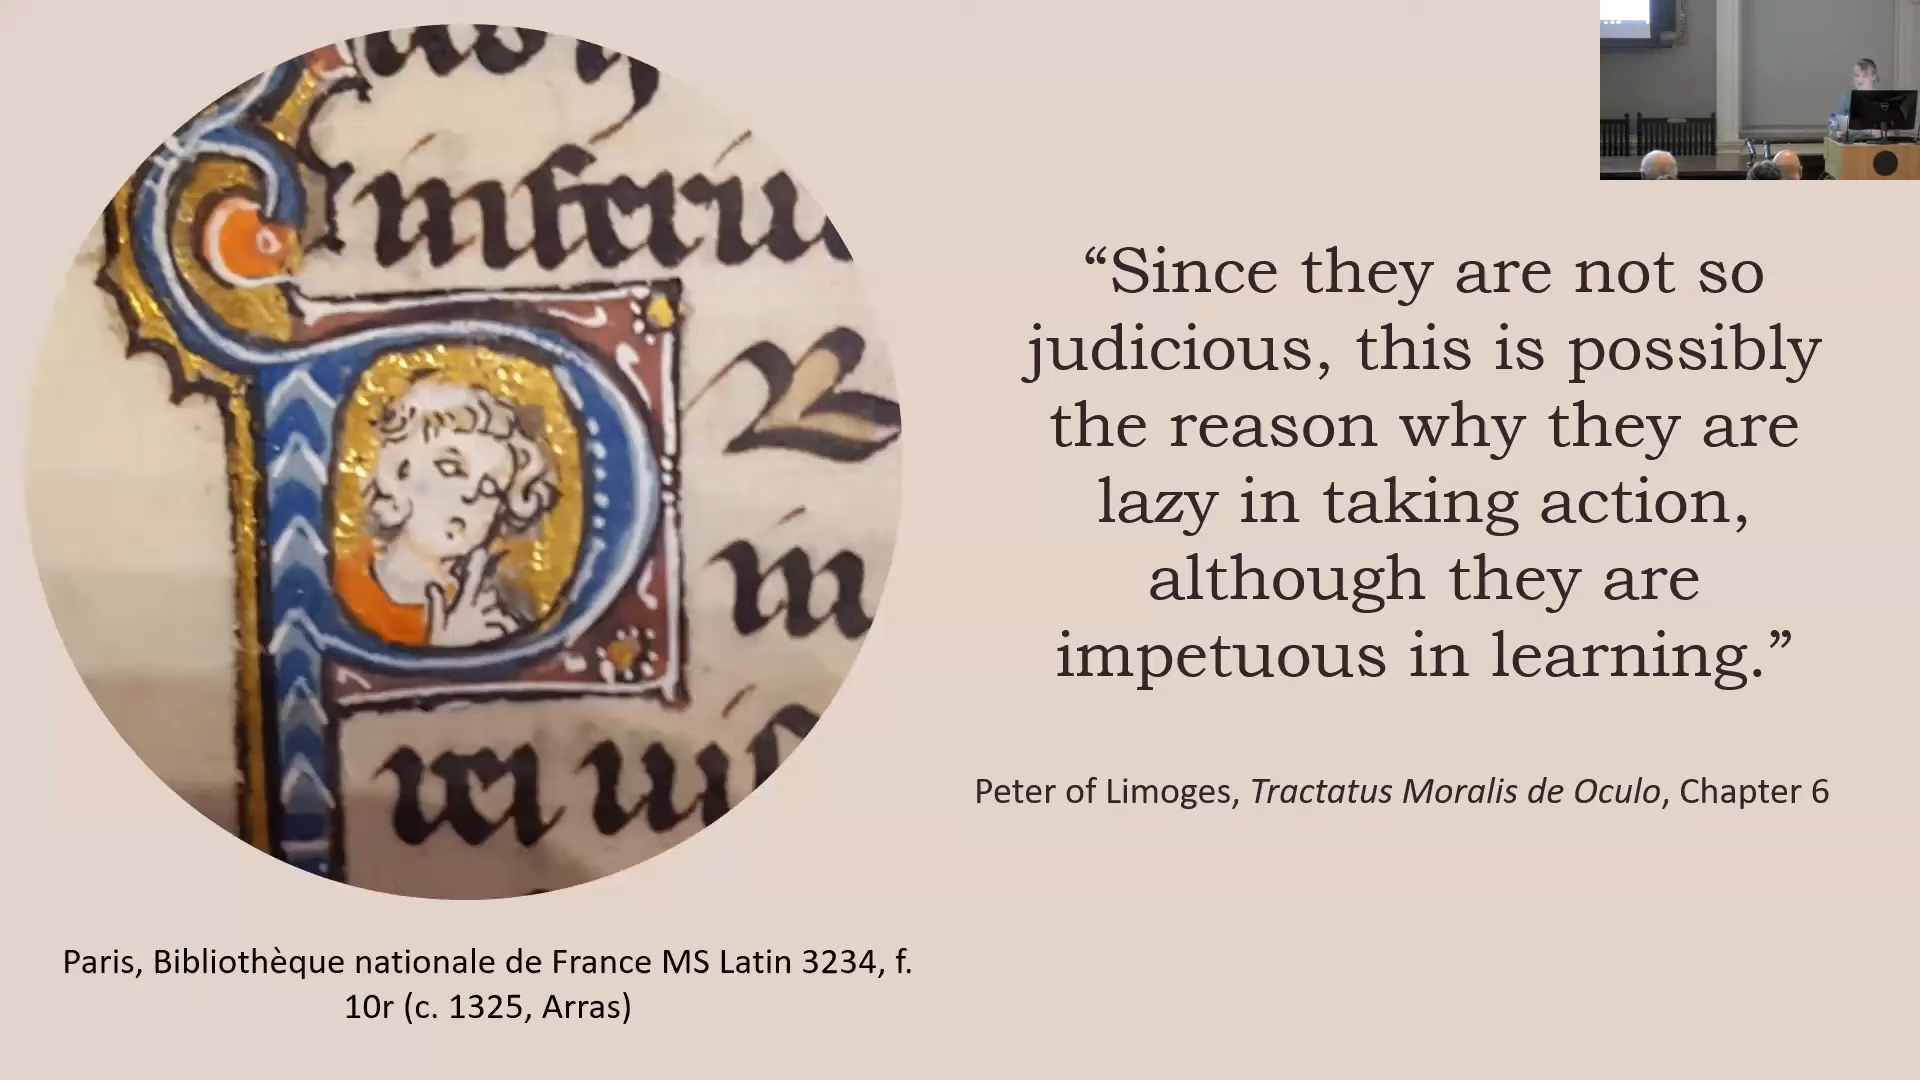 inferiu
in
“Since they are not so
judicious, this is possibly
the reason why they are
lazy in taking action,
although they are
impetuous in learning.”
Peter of Limoges, Tractatus Moralis de Oculo, Chapter 6
Paris, Bibliothèque nationale de France MS Latin 3234, f.
10r (c. 1325, Arras)